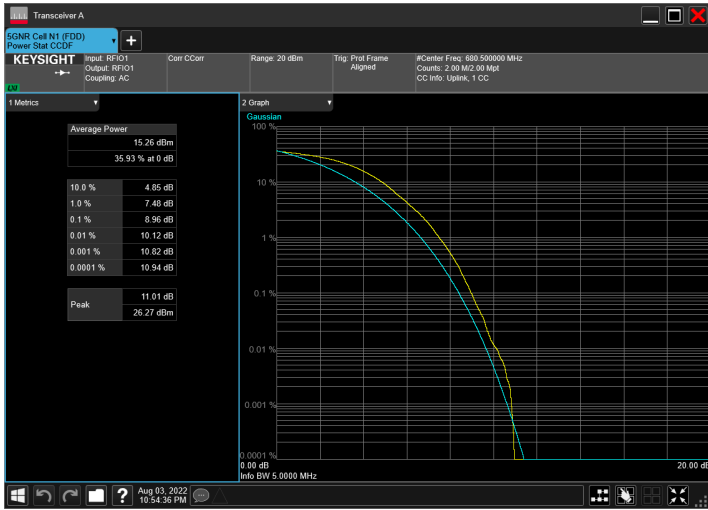 Transceiver A
5GNR Cell N1 (FDD)
Power Stat CCDF
KEYSIGHT
LXI
Input: RFIO1
Output: RFIO1
Coupling: AC
Corr CCorr
Range: 20 dBm
Trig: Prot Frame
Aligned
#Center Freq: 680.500000 MHz
Counts: 2.00 M/2.00 Mpt
CC Info: Uplink, 1 CC
1 Metrics
Average Power
15.26 dBm
35.93 % at 0 dB
10.0 % 4.85 dB
1.0 % 7.48 dB
0.1 % 8.96 dB
0.01 % 10.12 dB
0.001 % 10.82 dB
0.0001 % 10.94 dB
Peak
11.01 dB
26.27 dBm
2 Graph
Gaussian
100 %
10 %
1 %
0.1 %
0.01 %
0.001 %
0.0001 %
0.00 dB
20.00 dB
Info BW 5.0000 MHz
?
Aug 03, 2022
10:54:36 PM